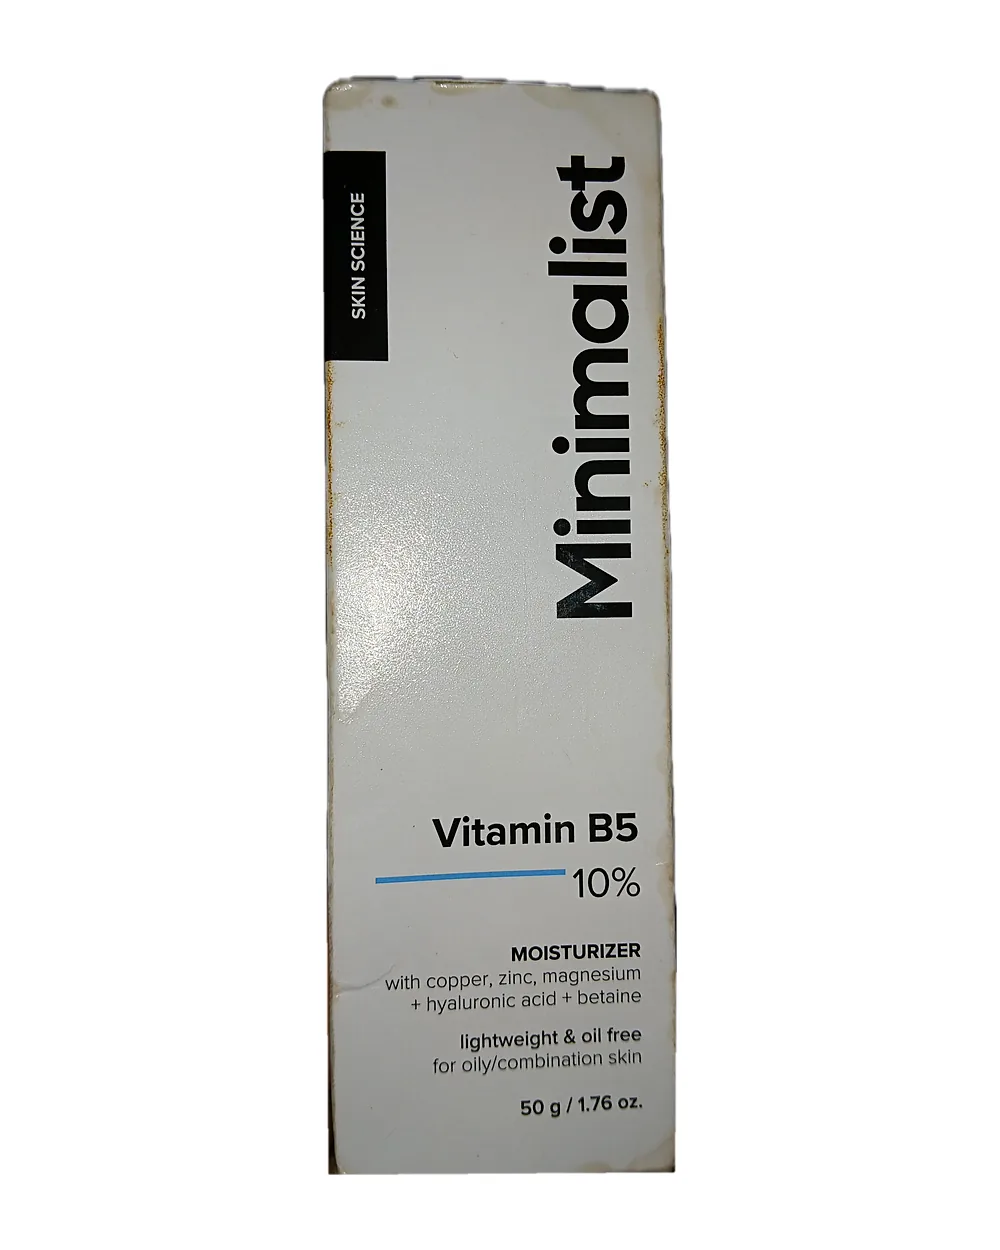 SKIN SCIENCE
Minimalist
Vitamin B5
10%
MOISTURIZER
with copper, zinc, magnesium
+ hyaluronic acid + betaine
lightweight & oil free
for oily/combination skin
50 g / 1.76 oz.